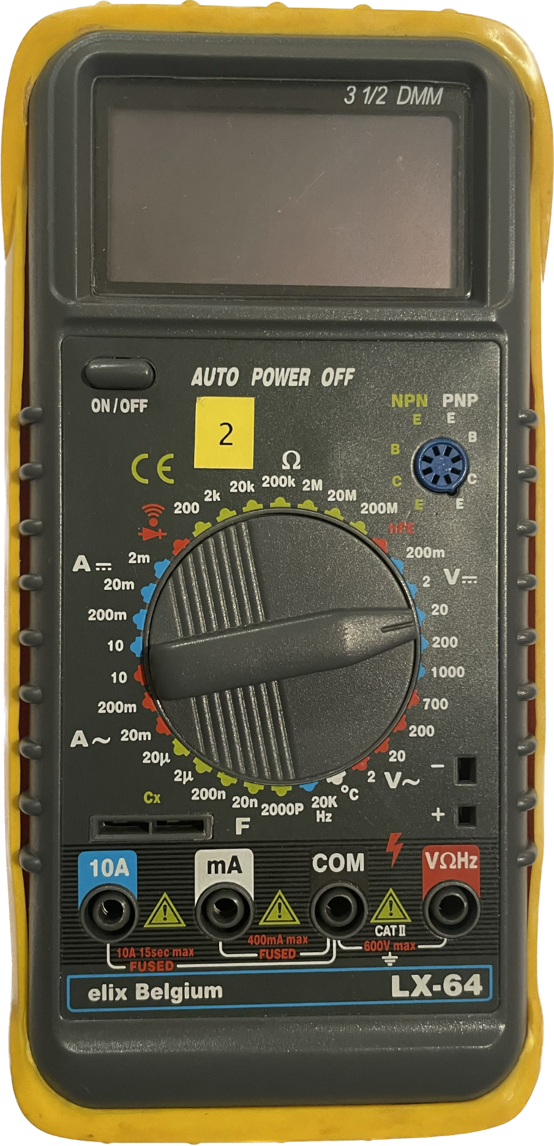 3 1/2 DMM
AUTO POWER OFF
ON/OFF
2
NPN PNP
E E
B B
C C
E E
CE
Ω
200 2k 20k 200k 2M 20M 200M
hFE
A⎓
2m
20m
200m
10
V⎓
200m
2
20
200
1000
10
200m
20m
20µ
2µ
A~
700
200
20
2
V~
Cx
200n 20n 2000P
F
20K
Hz
°C
−
+
10A mA COM VΩHz
CAT II
10A 15sec max
FUSED
400mA max
FUSED
600V max
elix Belgium LX-64